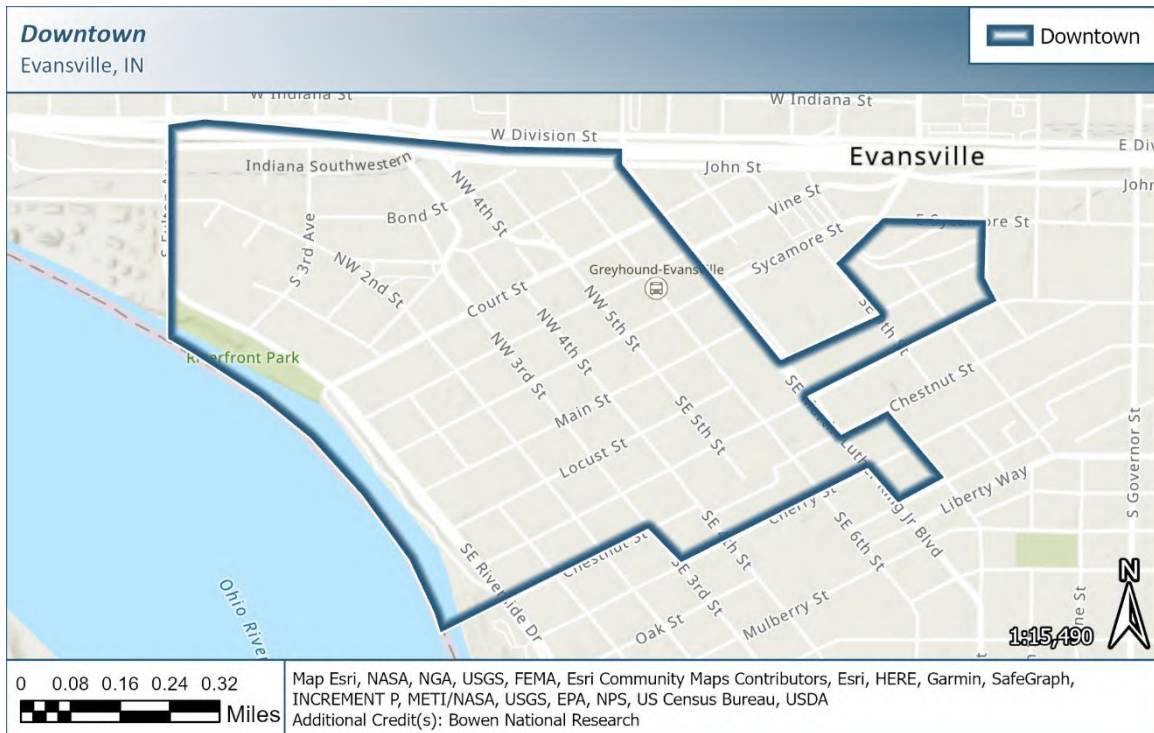 Downtown
Evansville, IN
Downtown
W Indiana St
W Indiana St
W Division St
E Div
Evansville
Indiana Southwestern
John St
John
NW 4th St
Vine St
S 3rd Ave
Bond St
E Sycamore St
Sycamore St
NW 2nd St
Greyhound-Evansville
Court St
NW 5th St
NW 4th St
NW 3rd St
Riverfront Park
Chestnut St
Main St
SE 5th St
Locust St
Liberty Way
S Governor St
Cherry St
SE 6th St
SE 4th St
Chestnut St
SE 3rd St
SE Riverside Dr
Oak St
Mulberry St
Ohio River
N
1:15,490
0 0.08 0.16 0.24 0.32
Miles
Map Esri, NASA, NGA, USGS, FEMA, Esri Community Maps Contributors, Esri, HERE, Garmin, SafeGraph,
INCREMENT P, METI/NASA, USGS, EPA, NPS, US Census Bureau, USDA
Additional Credit(s): Bowen National Research